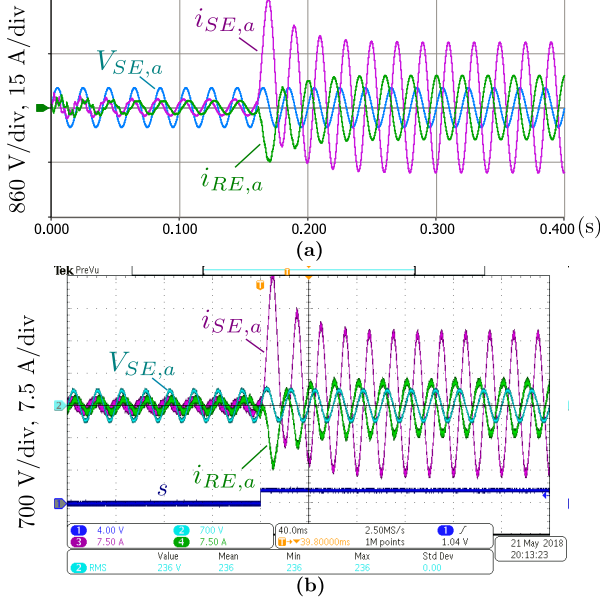 860 V/div, 15 A/div
i_{SE,a}
V_{SE,a}
i_{RE,a}
0.000 0.100 0.200 0.300 0.400 (s)
(a)
Tek PreVu
T
T
i_{SE,a}
V_{SE,a}
2
i_{RE,a}
s
1
700 V/div, 7.5 A/div
1 4.00 V 2 700 V 40.0ms 2.50MS/s 1
3 7.50 A 4 7.50 A T→▼39.80000ms 1M points 1.04 V
21 May 2018
20:13:23
Value Mean Min Max Std Dev
2 RMS 236 V 236 236 236 0.00
(b)